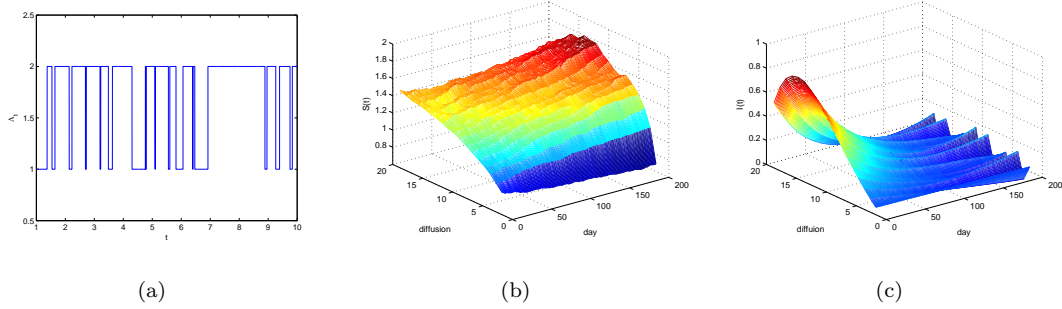 2.5
2
1.5
1
0.5
Λt
1 2 3 4 5 6 7 8 9 10
t
(a)
2
1.8
1.6
1.4
1.2
1
0.8
0.6
S(t)
20 15 10 5 0
diffusion
0 50 100 150 200
day
(b)
1
0.8
0.6
0.4
0.2
0
I(t)
20 15 10 5 0
diffuion
0 50 100 150 200
day
(c)